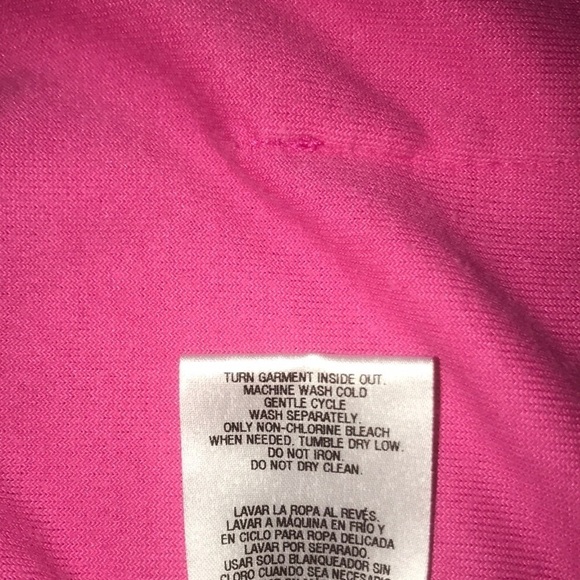 TURN GARMENT INSIDE OUT.
MACHINE WASH COLD
GENTLE CYCLE
WASH SEPARATELY.
ONLY NON-CHLORINE BLEACH
WHEN NEEDED. TUMBLE DRY LOW.
DO NOT IRON.
DO NOT DRY CLEAN.
LAVAR LA ROPA AL REVÉS.
LAVAR A MÁQUINA EN FRÍO Y
EN CICLO PARA ROPA DELICADA
LAVAR POR SEPARADO.
USAR SOLO BLANQUEADOR SIN
CLORO CUANDO SEA NECESARIO